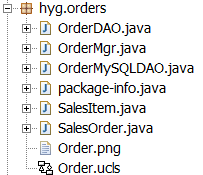 hyg.orders
OrderDAO.java
OrderMgr.java
OrderMySQLDAO.java
package-info.java
SalesItem.java
SalesOrder.java
Order.png
Order.ucls